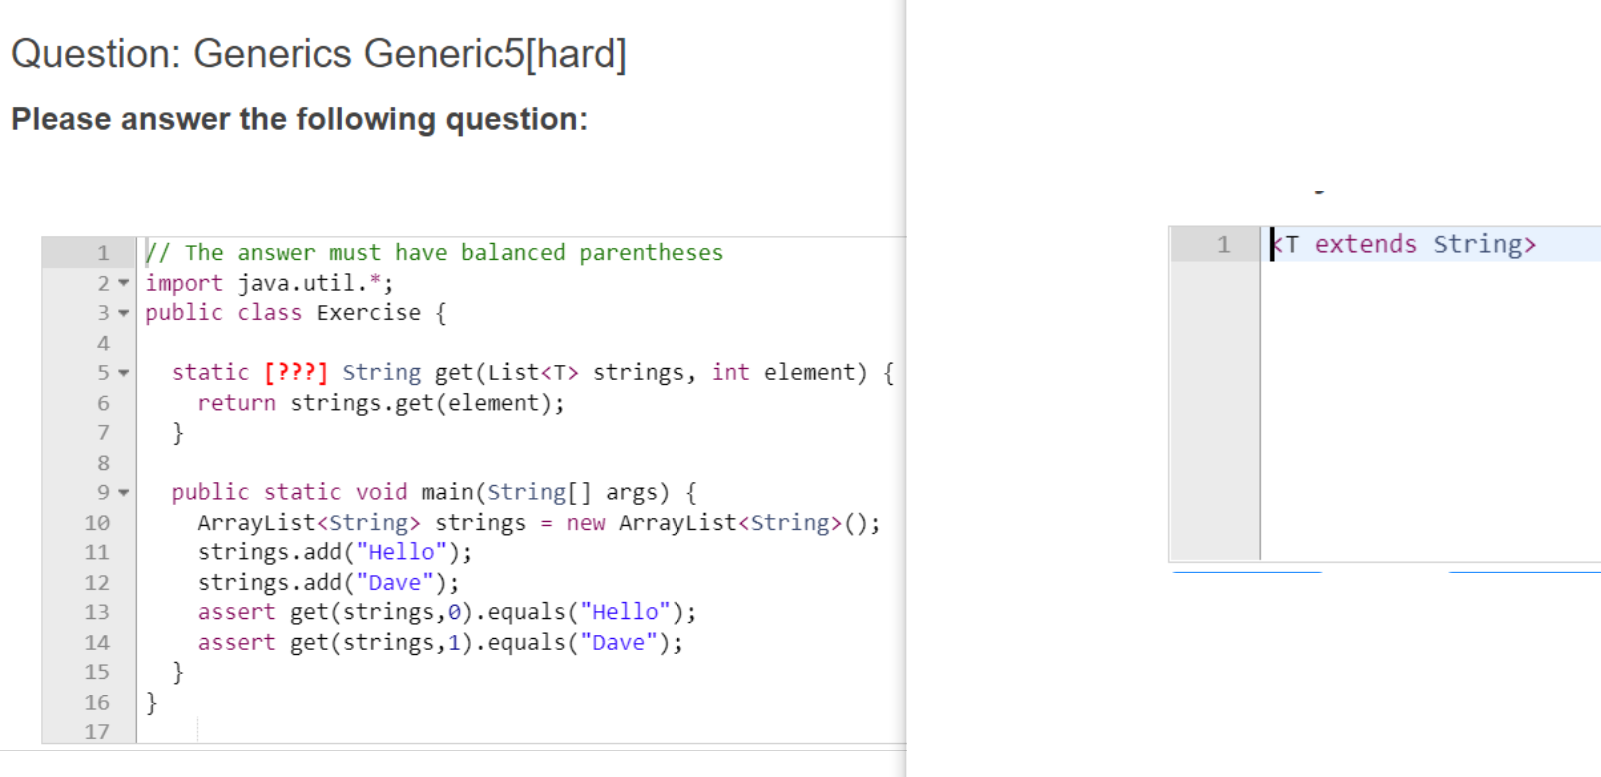 Question: Generics Generic5[hard]
Please answer the following question:
1 // The answer must have balanced parentheses
2 import java.util.*;
3 public class Exercise {
4
5 static [???] String get(List<T> strings, int element) {
6 return strings.get(element);
7 }
8
9 public static void main(String[] args) {
10 ArrayList<String> strings = new ArrayList<String>();
11 strings.add("Hello");
12 strings.add("Dave");
13 assert get(strings,0).equals("Hello");
14 assert get(strings,1).equals("Dave");
15 }
16 }
17
1 <T extends String>